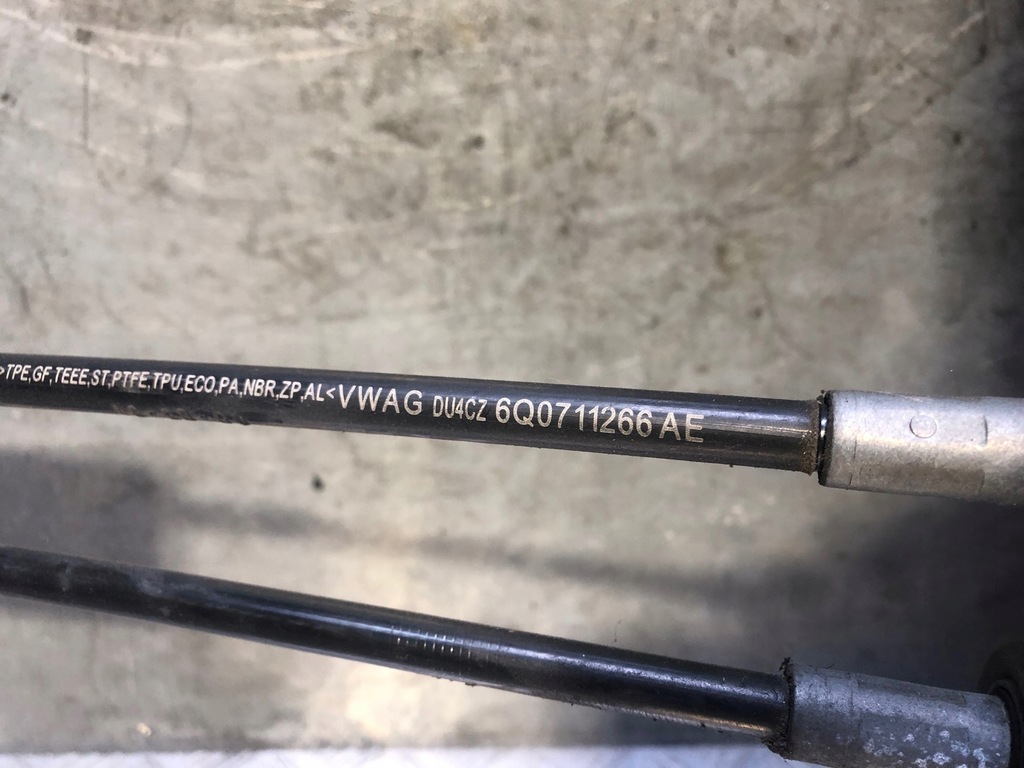 >TPE,GF,TEEE,ST,PTFE,TPU,ECO,PA,NBR,ZP,AL<VWAG DU4CZ 6Q0711266 AE